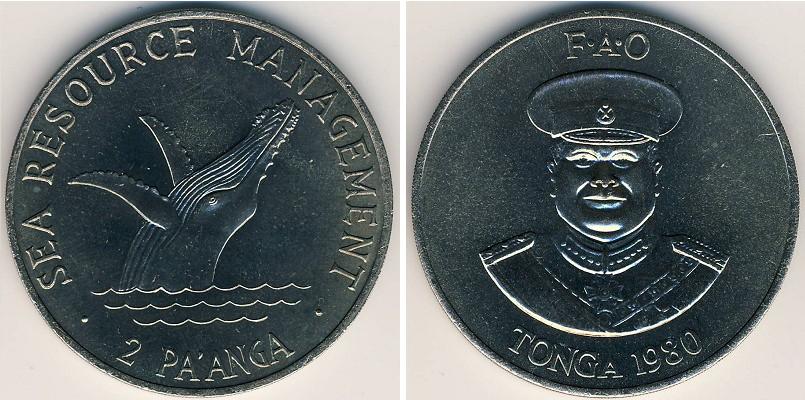 SEA RESOURCE MANAGEMENT
· 2 PA'ANGA ·
F·A·O
TONGA 1980